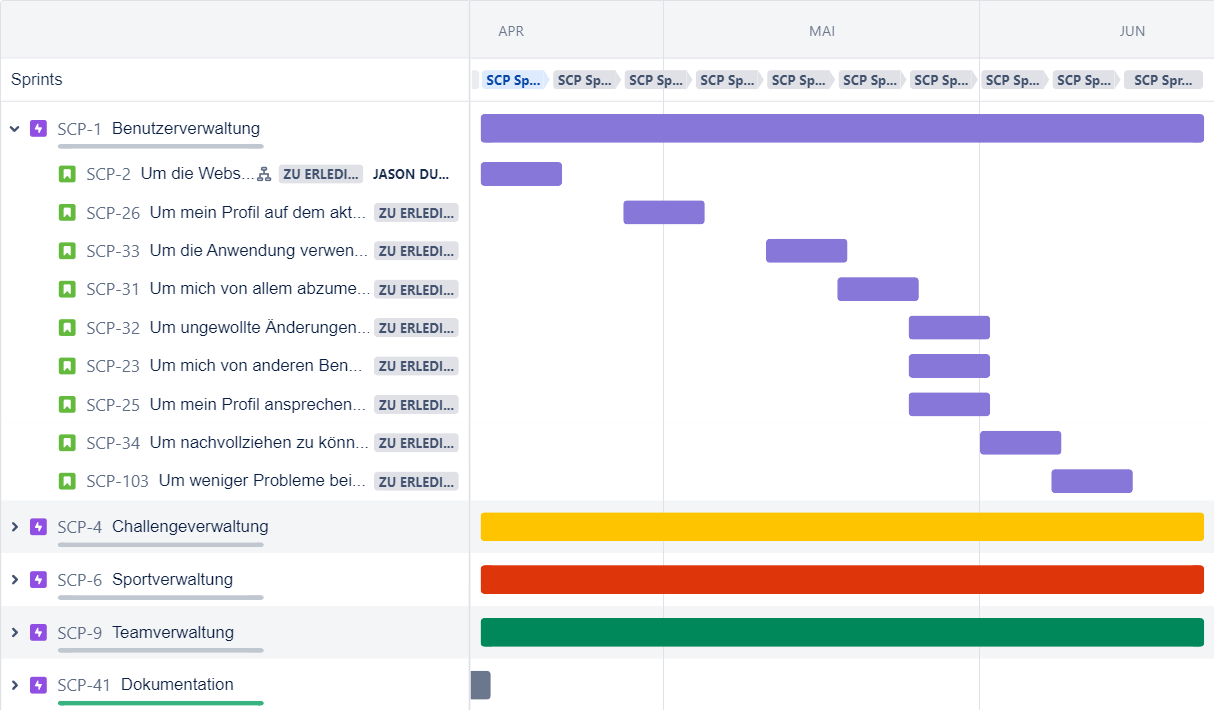 APR MAI JUN
Sprints SCP Sp... SCP Sp... SCP Sp... SCP Sp... SCP Sp... SCP Sp... SCP Sp... SCP Sp... SCP Sp... SCP Spr...
SCP-1 Benutzerverwaltung
SCP-2 Um die Webs... ZU ERLEDI... JASON DU...
SCP-26 Um mein Profil auf dem akt... ZU ERLEDI...
SCP-33 Um die Anwendung verwen... ZU ERLEDI...
SCP-31 Um mich von allem abzume... ZU ERLEDI...
SCP-32 Um ungewollte Änderungen... ZU ERLEDI...
SCP-23 Um mich von anderen Ben... ZU ERLEDI...
SCP-25 Um mein Profil ansprechen... ZU ERLEDI...
SCP-34 Um nachvollziehen zu könn... ZU ERLEDI...
SCP-103 Um weniger Probleme bei... ZU ERLEDI...
SCP-4 Challengeverwaltung
SCP-6 Sportverwaltung
SCP-9 Teamverwaltung
SCP-41 Dokumentation